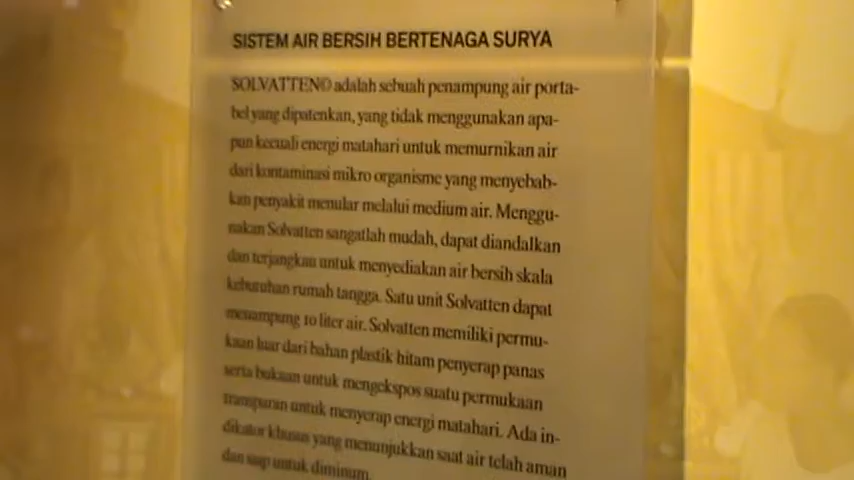 SISTEM AIR BERSIH BERTENAGA SURYA
SOLVATTEN© adalah sebuah penampung air porta-
bel yang dipatenkan, yang tidak menggunakan apa-
pun kecuali energi matahari untuk memurnikan air
dari kontaminasi mikro organisme yang menyebab-
kan penyakit menular melalui medium air. Menggu-
nakan Solvatten sangatlah mudah, dapat diandalkan
dan terjangkau untuk menyediakan air bersih skala
kebutuhan rumah tangga. Satu unit Solvatten dapat
menampung 10 liter air. Solvatten memiliki permu-
kaan luar dari bahan plastik hitam penyerap panas
serta bukaan untuk mengekspos suatu permukaan
transparan untuk menyerap energi matahari. Ada in-
dikator khusus yang menunjukkan saat air telah aman
dan siap untuk diminum.